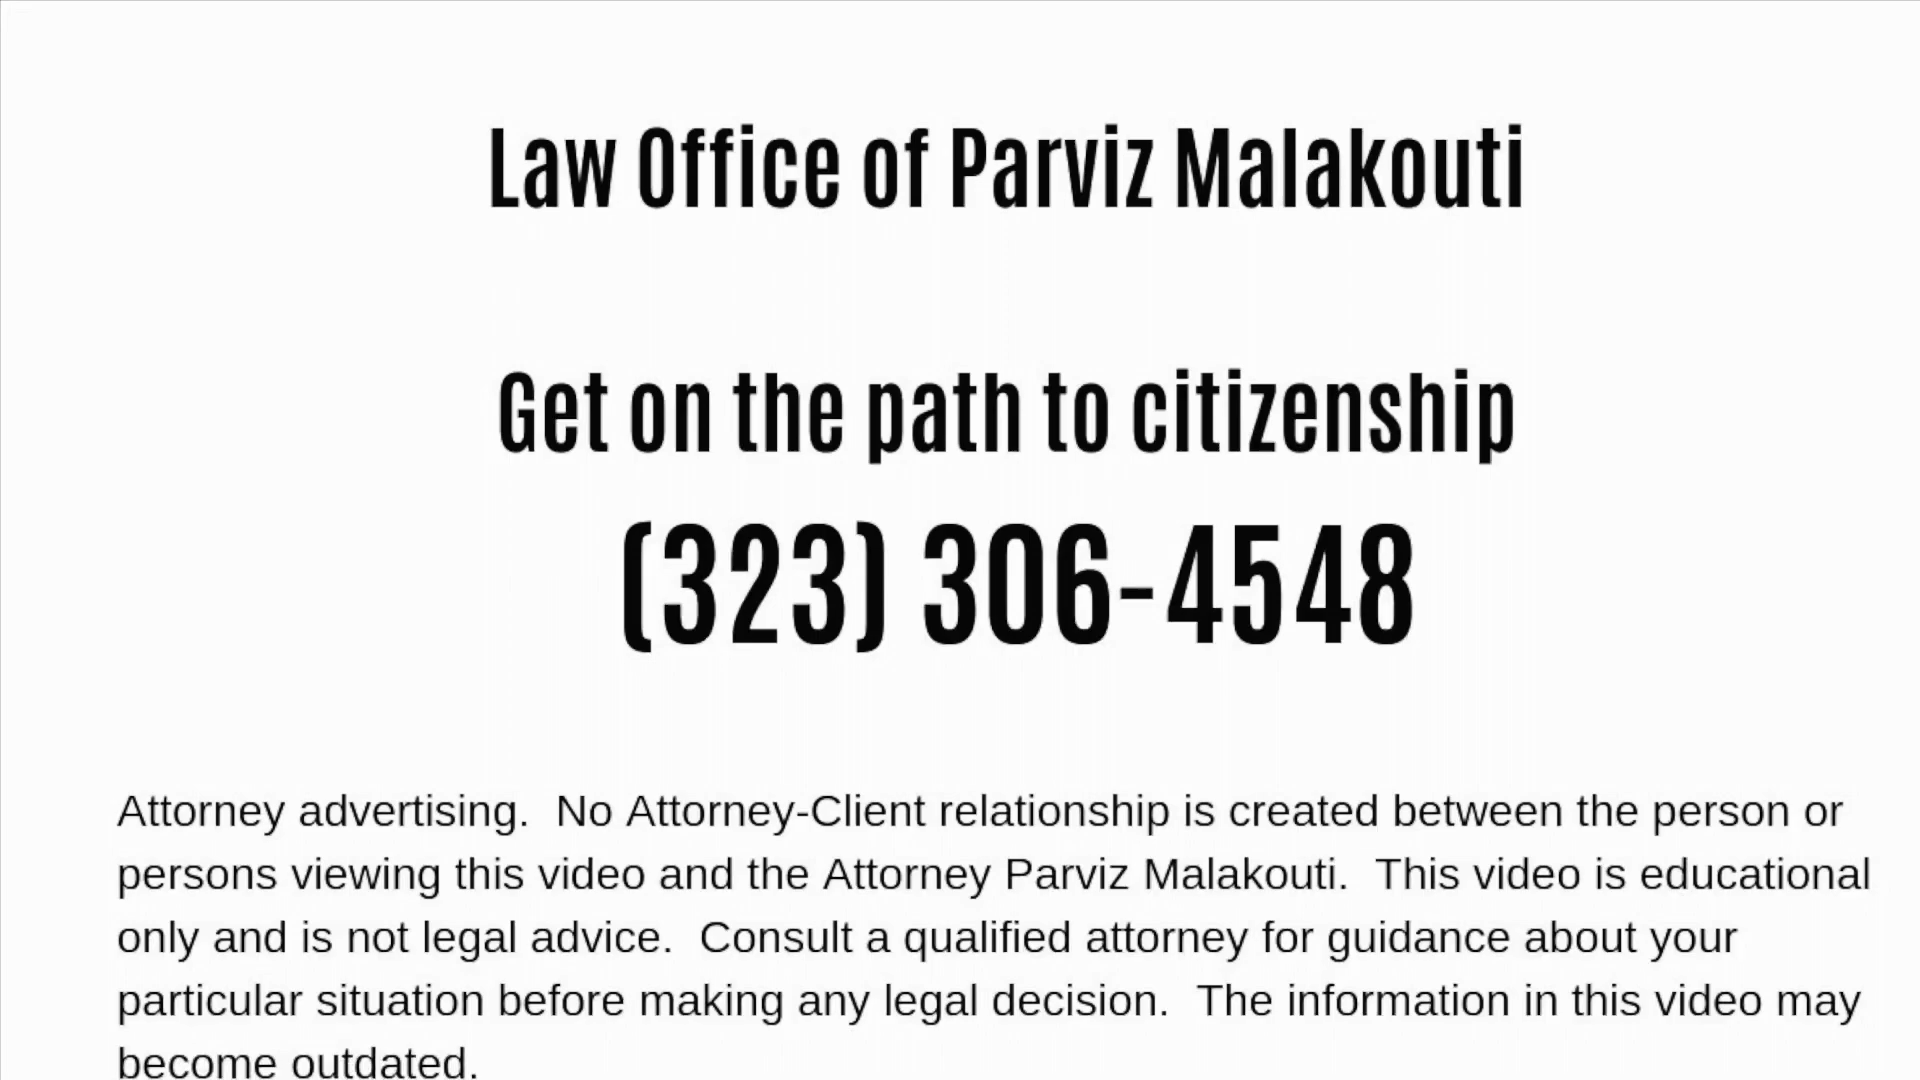 Law Office of Parviz Malakouti
Get on the path to citizenship
(323) 306-4548
Attorney advertising.  No Attorney-Client relationship is created between the person or
persons viewing this video and the Attorney Parviz Malakouti.  This video is educational
only and is not legal advice.  Consult a qualified attorney for guidance about your
particular situation before making any legal decision.  The information in this video may
become outdated.